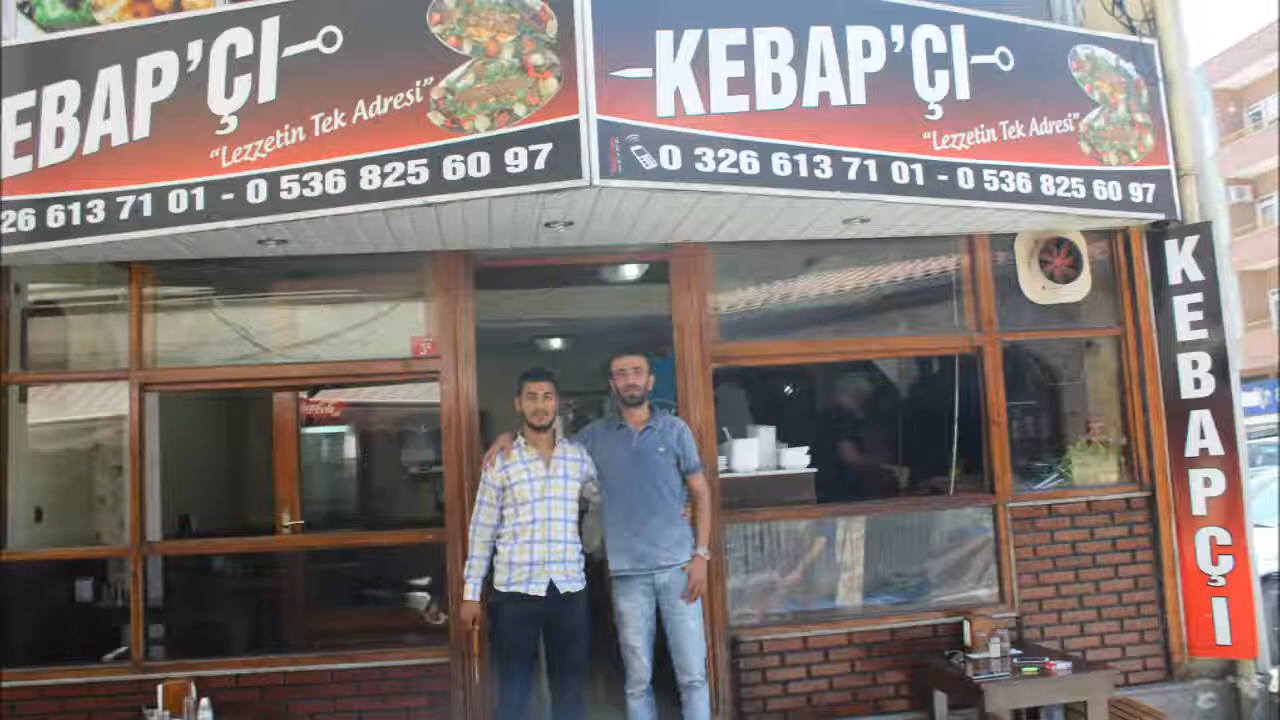 EBAP'ÇI
"Lezzetin Tek Adresi"
26 613 71 01 - 0 536 825 60 97
KEBAP'ÇI
"Lezzetin Tek Adresi"
0 326 613 71 01 - 0 536 825 60 97
KEBAPÇI